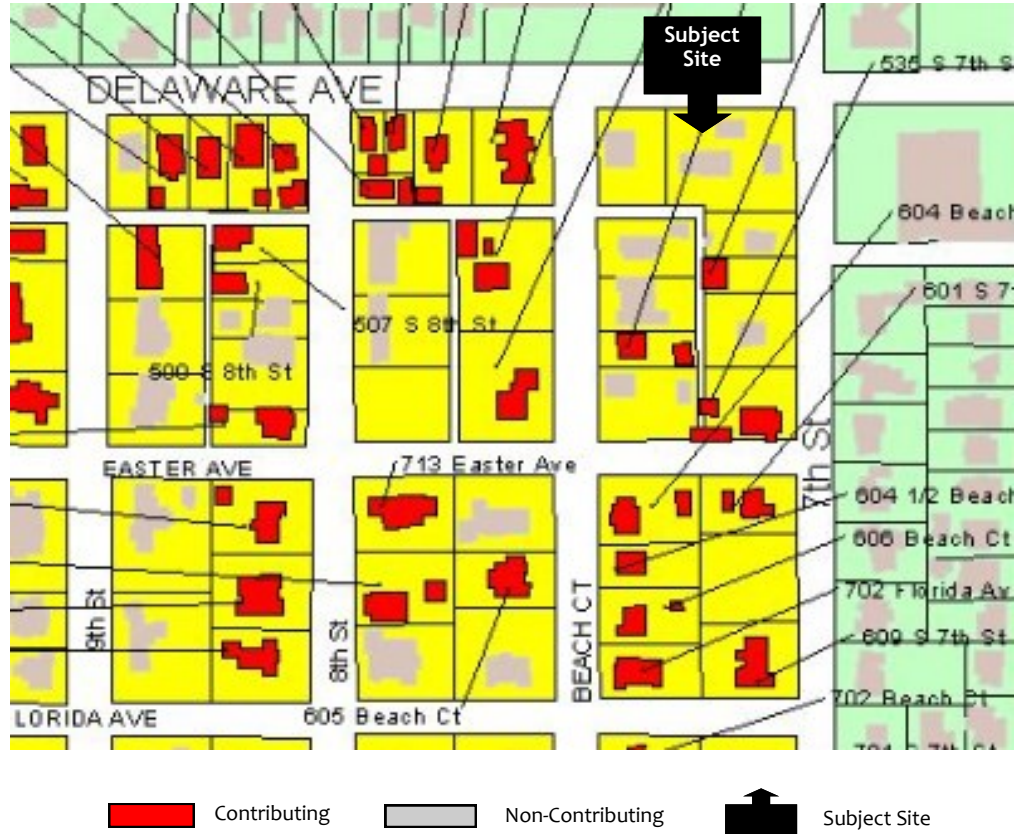 Subject
Site
535 S 7th S
DELAWARE AVE
604 Beach
601 S 7
507 S 8th St
500 S 8th St
EASTER AVE
713 Easter Ave
7th St
604 1/2 Beach
606 Beach Ct
702 Florida Av
609 S 7th St
9th St
8th St
BEACH CT
702 Beach Ct
LORIDA AVE
605 Beach Ct
Contributing
Non-Contributing
Subject Site